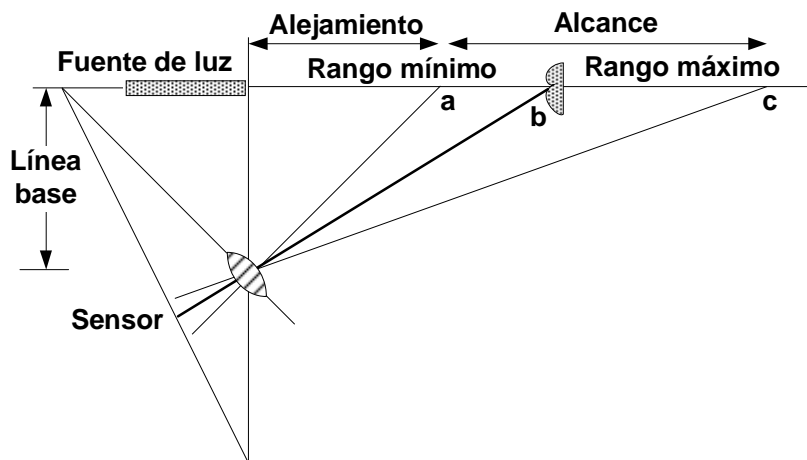 Alejamiento
Alcance
Fuente de luz
Rango mínimo
Rango máximo
a
b
c
Línea
base
Sensor